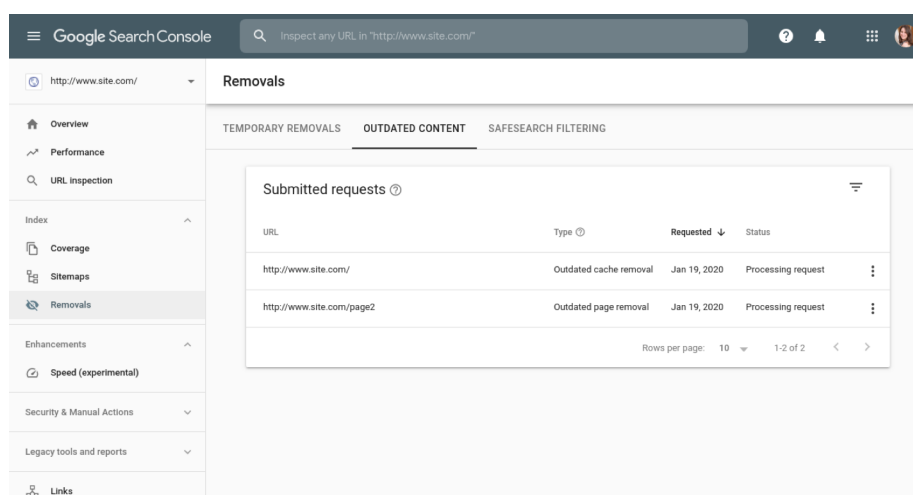 Google Search Console
Inspect any URL in "http://www.site.com/"
http://www.site.com/
Removals
Overview
Performance
URL inspection
Index
Coverage
Sitemaps
Removals
Enhancements
Speed (experimental)
Security & Manual Actions
Legacy tools and reports
Links
TEMPORARY REMOVALS OUTDATED CONTENT SAFESEARCH FILTERING
Submitted requests
URL Type Requested Status
http://www.site.com/ Outdated cache removal Jan 19, 2020 Processing request
http://www.site.com/page2 Outdated page removal Jan 19, 2020 Processing request
Rows per page: 10 1-2 of 2